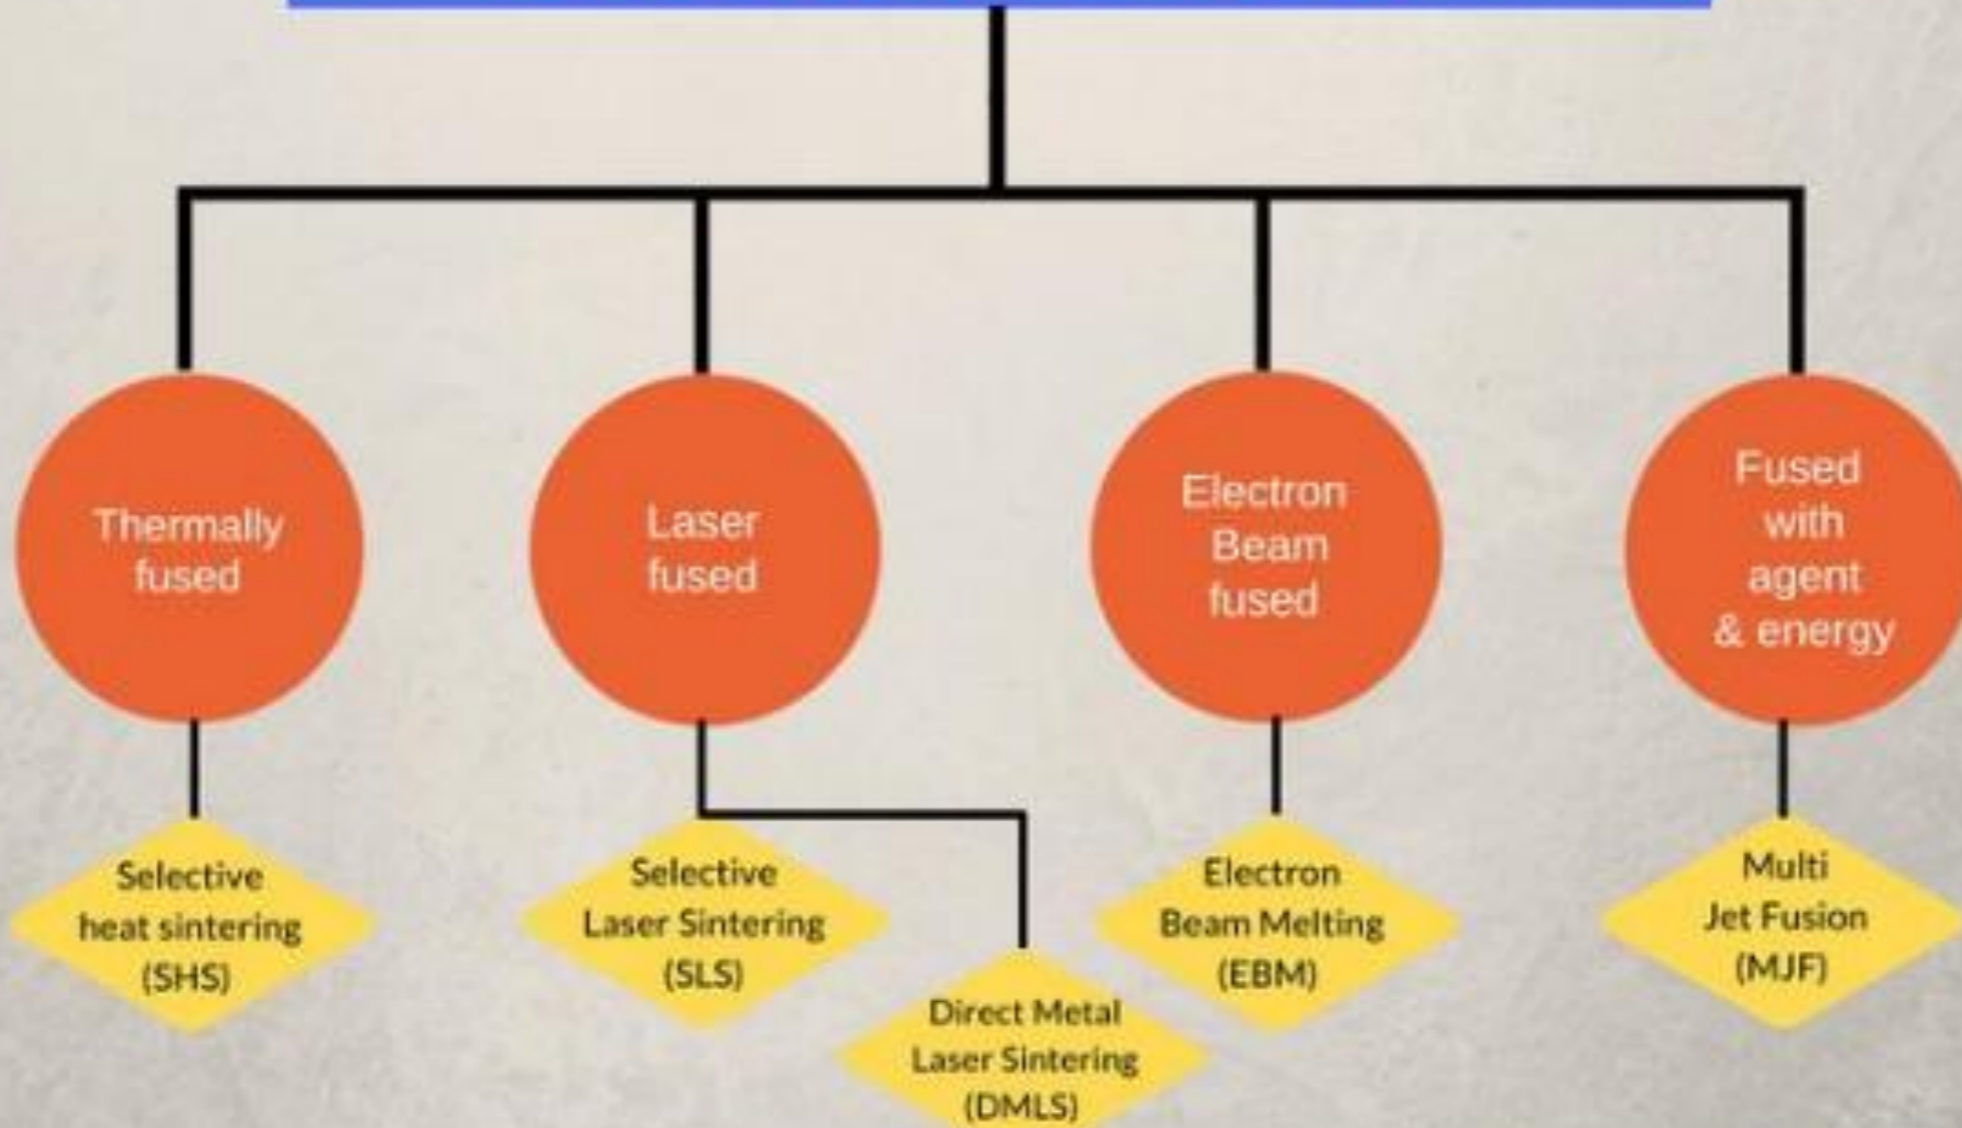 Thermally
fused
Laser
fused
Electron
Beam
fused
Fused
with
agent
& energy
Selective
heat sintering
(SHS)
Selective
Laser Sintering
(SLS)
Direct Metal
Laser Sintering
(DMLS)
Electron
Beam Melting
(EBM)
Multi
Jet Fusion
(MJF)